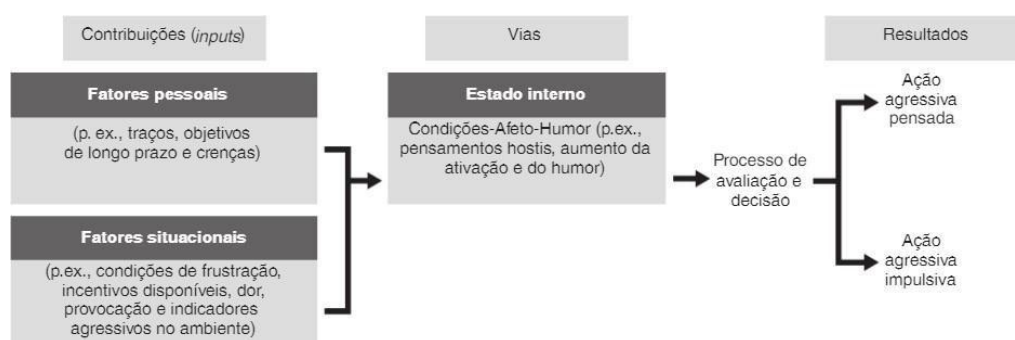 Contribuições (inputs)
Fatores pessoais
(p. ex., traços, objetivos
de longo prazo e crenças)
Fatores situacionais
(p.ex., condições de frustração,
incentivos disponíveis, dor,
provocação e indicadores
agressivos no ambiente)
Vias
Estado interno
Condições-Afeto-Humor (p.ex.,
pensamentos hostis, aumento da
ativação e do humor)
Processo de
avaliação e
decisão
Resultados
Ação
agressiva
pensada
Ação
agressiva
impulsiva